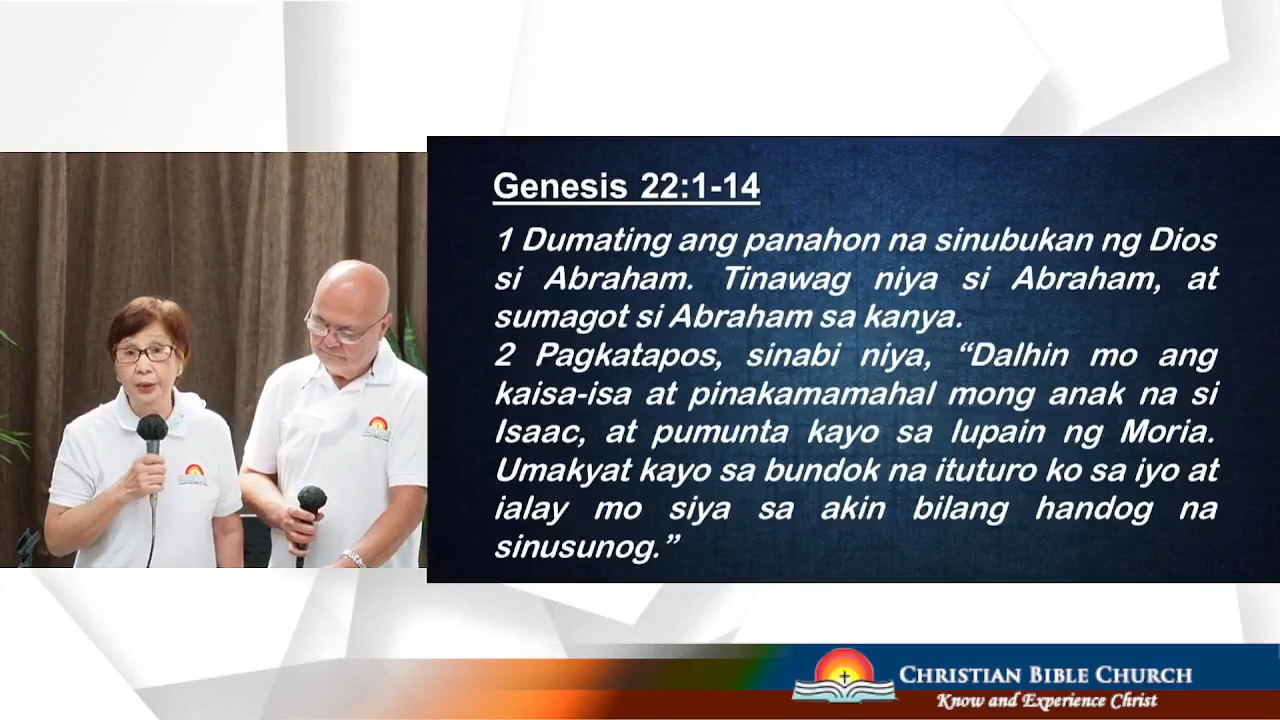 Genesis 22:1-14
1 Dumating ang panahon na sinubukan ng Dios
si Abraham. Tinawag niya si Abraham, at
sumagot si Abraham sa kanya.
2 Pagkatapos, sinabi niya, “Dalhin mo ang
kaisa-isa at pinakamamahal mong anak na si
Isaac, at pumunta kayo sa lupain ng Moria.
Umakyat kayo sa bundok na ituturo ko sa iyo at
ialay mo siya sa akin bilang handog na
sinusunog.”
CHRISTIAN BIBLE CHURCH
Know and Experience Christ